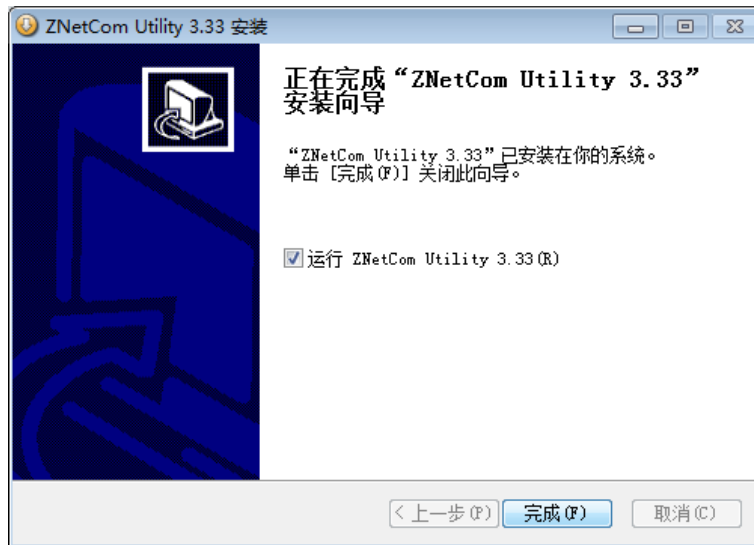 ZNetCom Utility 3.33 安装
正在完成“ZNetCom Utility 3.33”
安装向导
“ZNetCom Utility 3.33”已安装在你的系统。
单击 [完成(F)] 关闭此向导。
运行 ZNetCom Utility 3.33(R)
< 上一步(P)
完成(F)
取消(C)